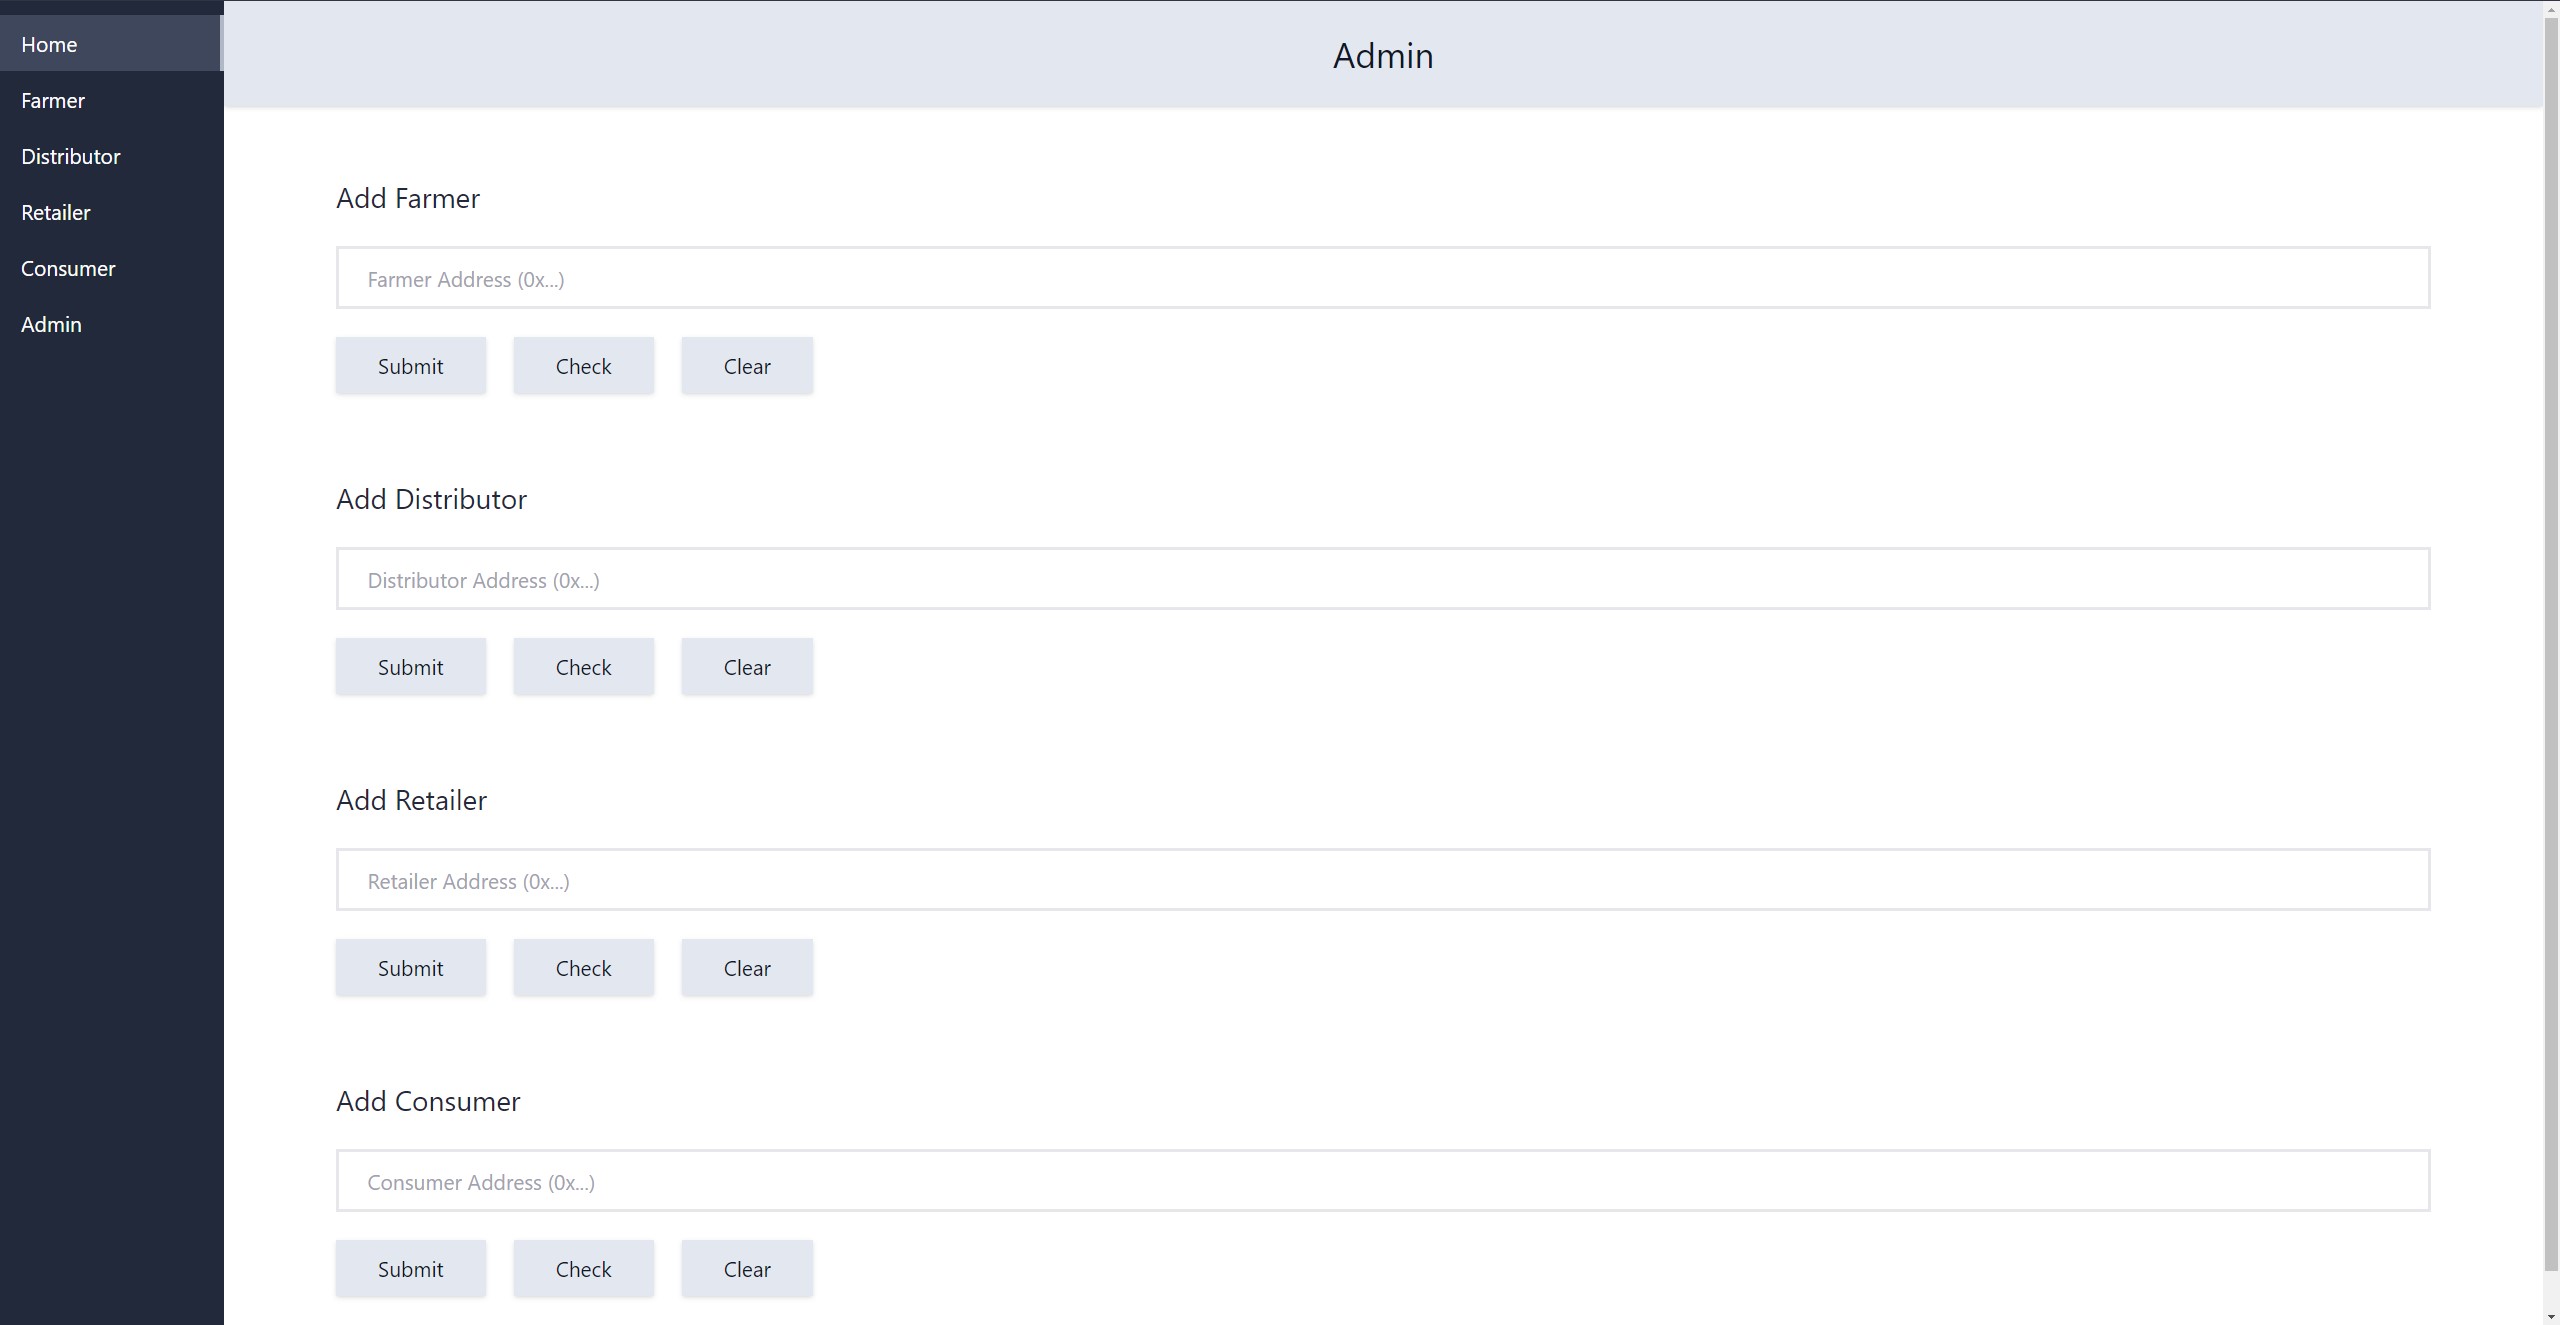 Home
Farmer
Distributor
Retailer
Consumer
Admin
Admin
Add Farmer
Farmer Address (0x...)
Submit Check Clear
Add Distributor
Distributor Address (0x...)
Submit Check Clear
Add Retailer
Retailer Address (0x...)
Submit Check Clear
Add Consumer
Consumer Address (0x...)
Submit Check Clear